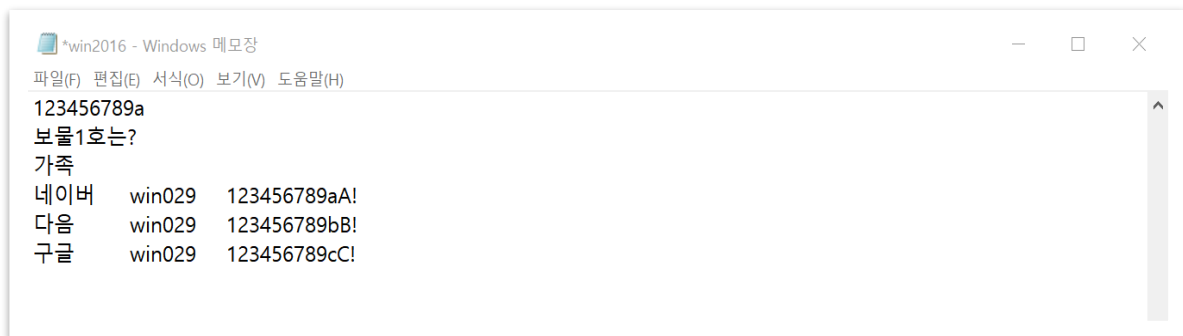 *win2016 - Windows 메모장
파일(F) 편집(E) 서식(O) 보기(V) 도움말(H)
123456789a
보물1호는?
가족
네이버 win029 123456789aA!
다음 win029 123456789bB!
구글 win029 123456789cC!